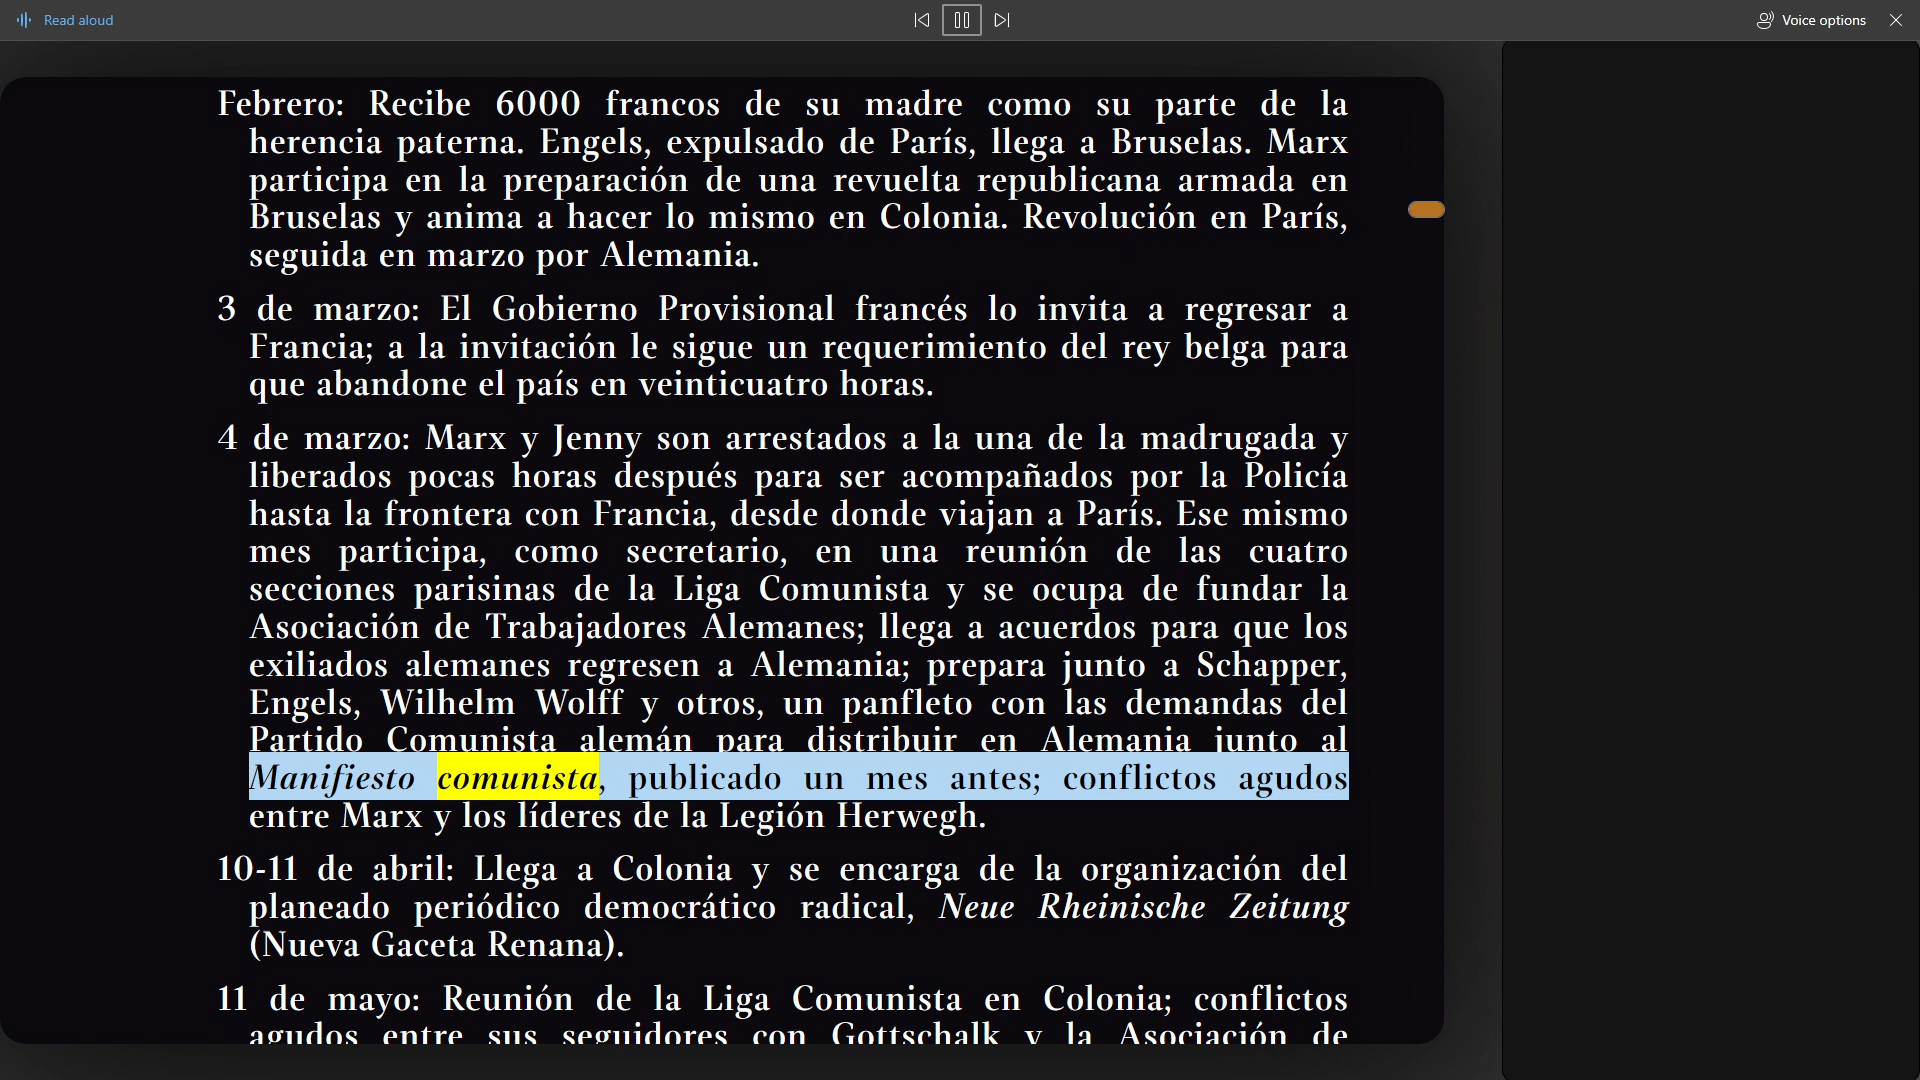 Read aloud
Voice options
Febrero: Recibe 6000 francos de su madre como su parte de la
herencia paterna. Engels, expulsado de París, llega a Bruselas. Marx
participa en la preparación de una revuelta republicana armada en
Bruselas y anima a hacer lo mismo en Colonia. Revolución en París,
seguida en marzo por Alemania.
3 de marzo: El Gobierno Provisional francés lo invita a regresar a
Francia; a la invitación le sigue un requerimiento del rey belga para
que abandone el país en veinticuatro horas.
4 de marzo: Marx y Jenny son arrestados a la una de la madrugada y
liberados pocas horas después para ser acompañados por la Policía
hasta la frontera con Francia, desde donde viajan a París. Ese mismo
mes participa, como secretario, en una reunión de las cuatro
secciones parisinas de la Liga Comunista y se ocupa de fundar la
Asociación de Trabajadores Alemanes; llega a acuerdos para que los
exiliados alemanes regresen a Alemania; prepara junto a Schapper,
Engels, Wilhelm Wolff y otros, un panfleto con las demandas del
Partido Comunista alemán para distribuir en Alemania junto al
Manifiesto comunista, publicado un mes antes; conflictos agudos
entre Marx y los líderes de la Legión Herwegh.
10-11 de abril: Llega a Colonia y se encarga de la organización del
planeado periódico democrático radical, Neue Rheinische Zeitung
(Nueva Gaceta Renana).
11 de mayo: Reunión de la Liga Comunista en Colonia; conflictos
agudos entre sus seguidores con Gottschalk y la Asociación de